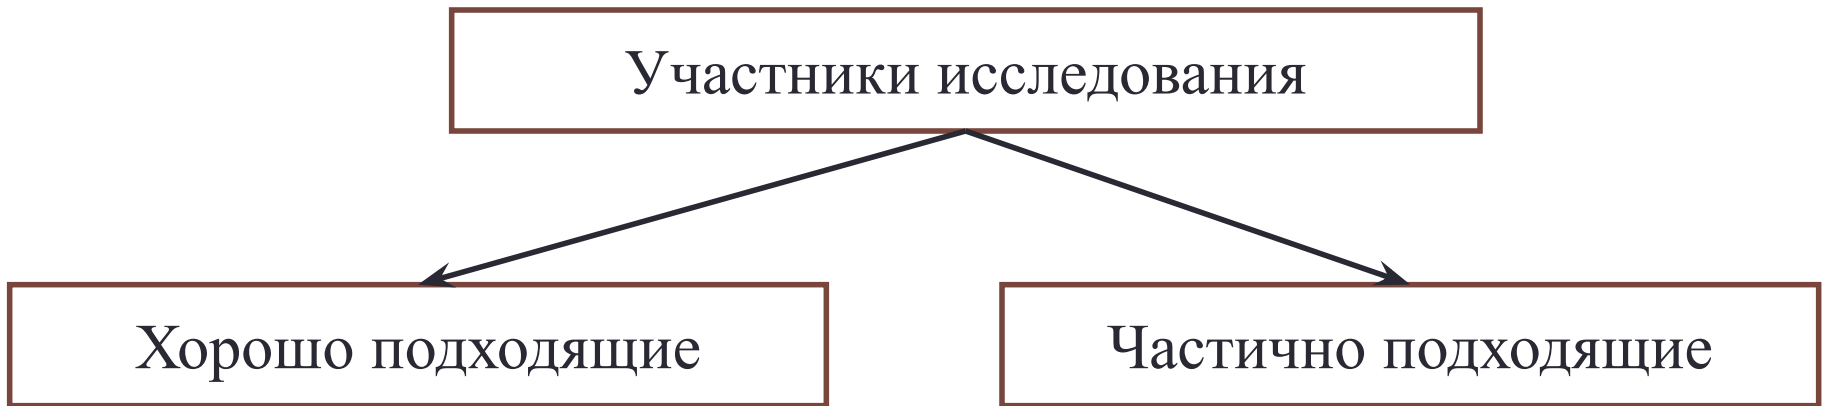 Участники исследования
Хорошо подходящие
Частично подходящие